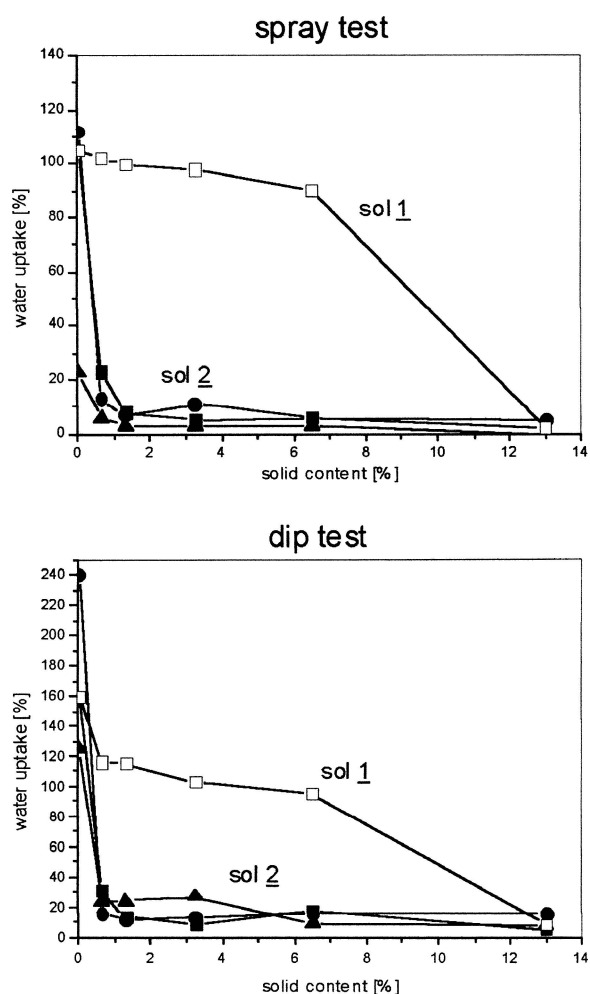 spray test
140
120
100
80
60
40
20
0
water uptake [%]
sol 1
sol 2
0 2 4 6 8 10 12 14
solid content [%]
dip test
240
220
200
180
160
140
120
100
80
60
40
20
0
water uptake [%]
sol 1
sol 2
0 2 4 6 8 10 12 14
solid content [%]